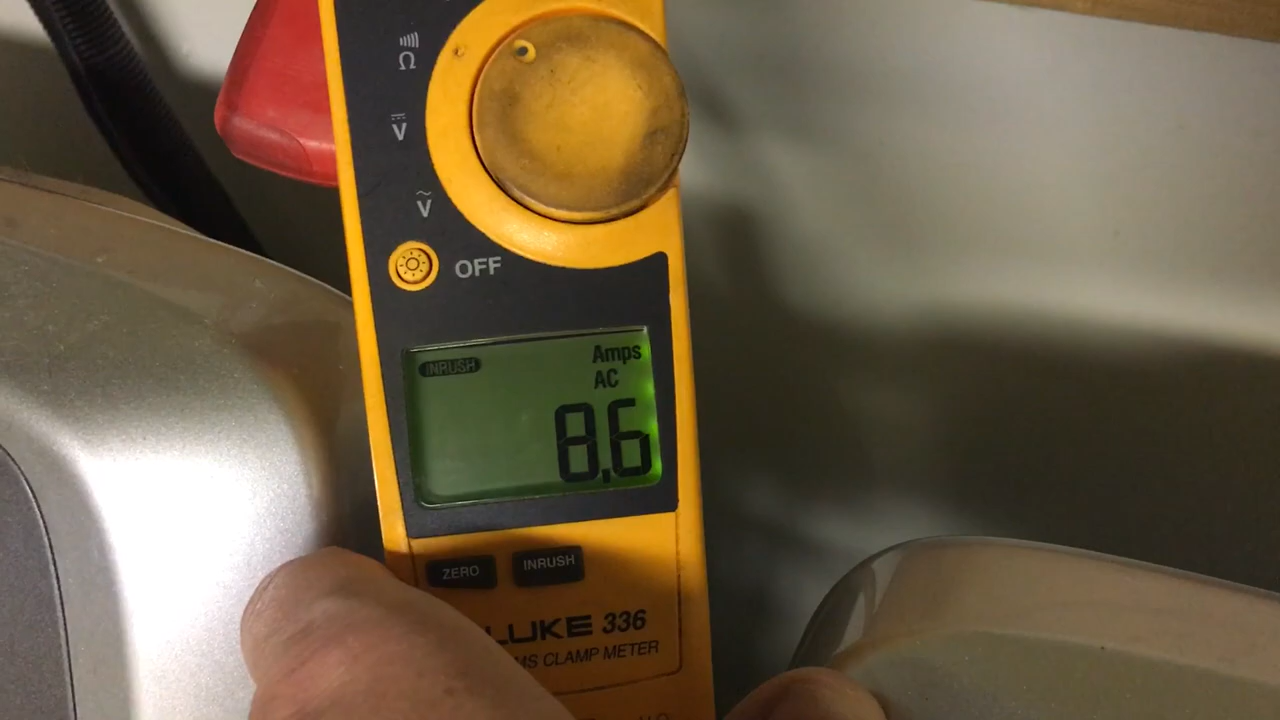 Ω
V
V
OFF
INRUSH
Amps
AC
8.6
ZERO
INRUSH
LUKE 336
MS CLAMP METER